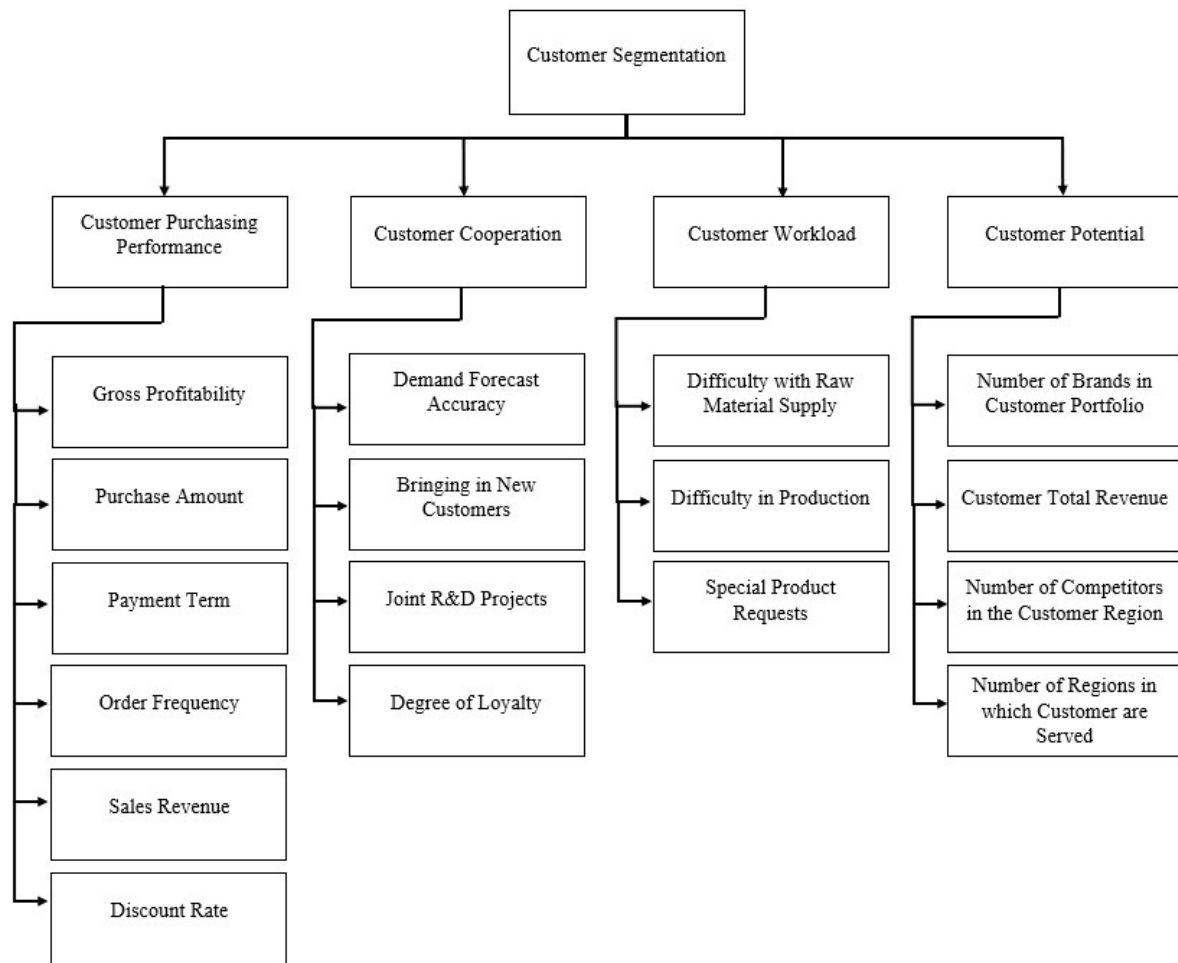 Customer Segmentation
Customer Purchasing
Performance
Customer Cooperation
Customer Workload
Customer Potential
Gross Profitability
Purchase Amount
Payment Term
Order Frequency
Sales Revenue
Discount Rate
Demand Forecast
Accuracy
Bringing in New
Customers
Joint R&D Projects
Degree of Loyalty
Difficulty with Raw
Material Supply
Difficulty in Production
Special Product
Requests
Number of Brands in
Customer Portfolio
Customer Total Revenue
Number of Competitors
in the Customer Region
Number of Regions in
which Customer are
Served